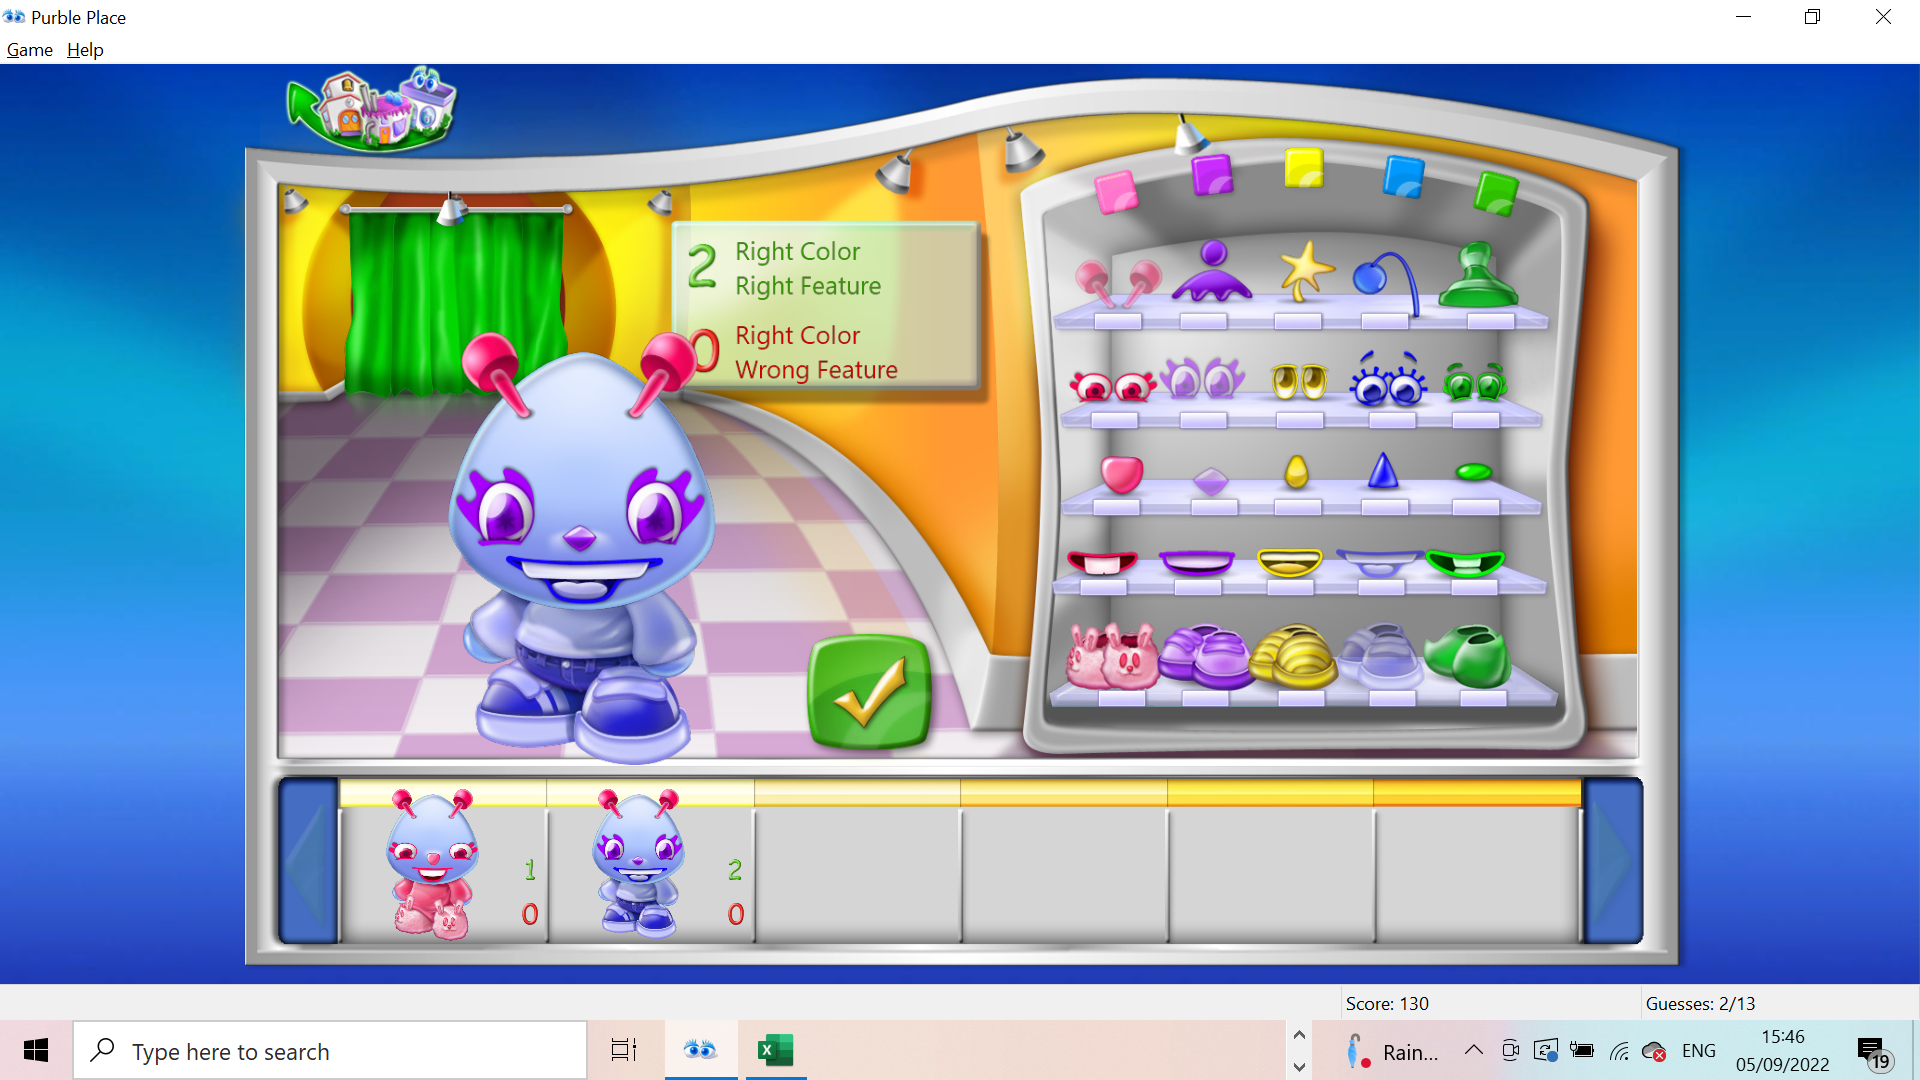 Purble Place
Game Help
2 Right Color
Right Feature
0 Right Color
Wrong Feature
1 2
0 0
Score: 130 Guesses: 2/13
Type here to search
Rain... ENG 15:46
05/09/2022
19